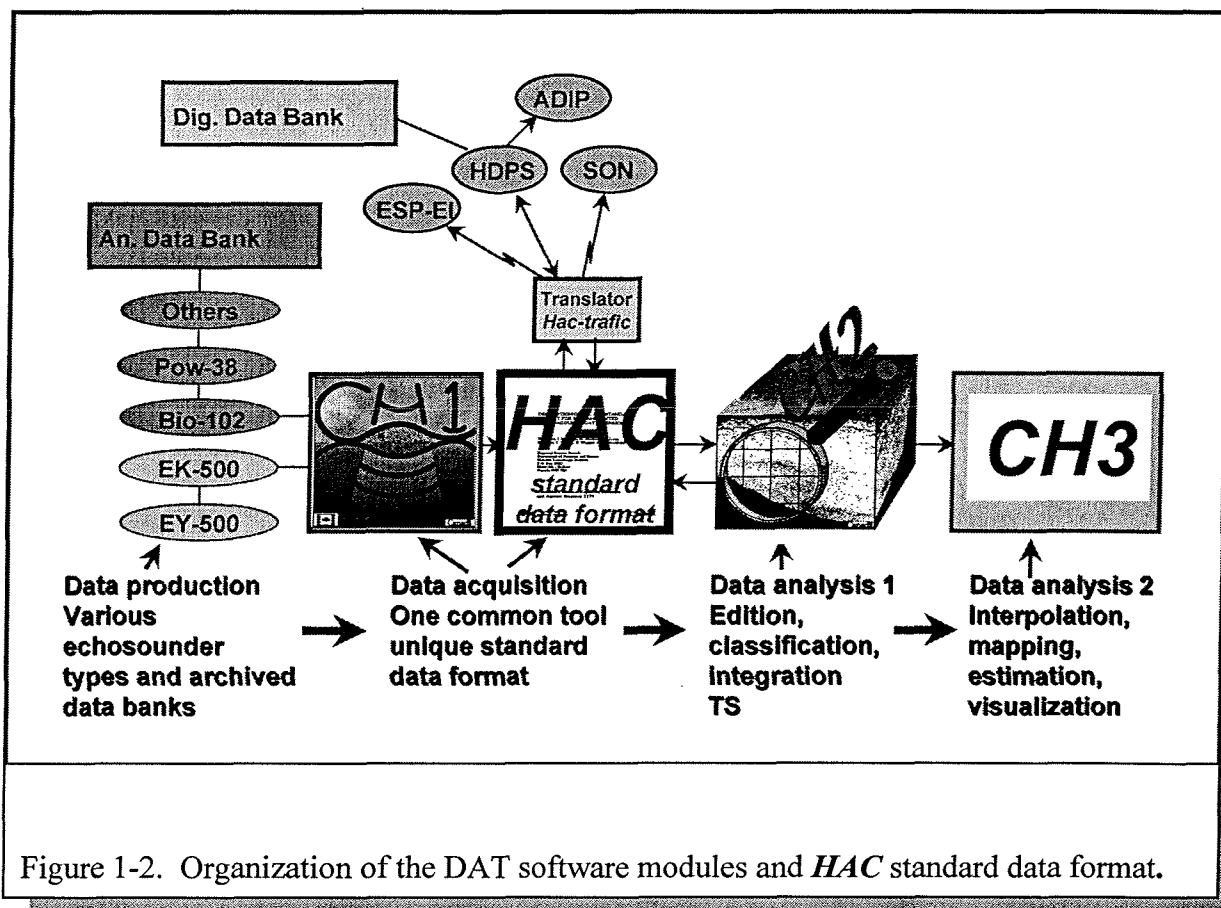 ADIP
Dig. Data Bank
HDPS
SON
ESP-EI
An. Data Bank
Others
Translator
Hac-trafic
Pow-38
Bio-102
EK-500
EY-500
CH1
HAC
standard
data format
CH2
CH3
Data production
Various
echosounder
types and archived
data banks
Data acquisition
One common tool
unique standard
data format
Data analysis 1
Edition,
classification,
integration
TS
Data analysis 2
Interpolation,
mapping,
estimation,
visualization
Figure 1-2. Organization of the DAT software modules and HAC standard data format.